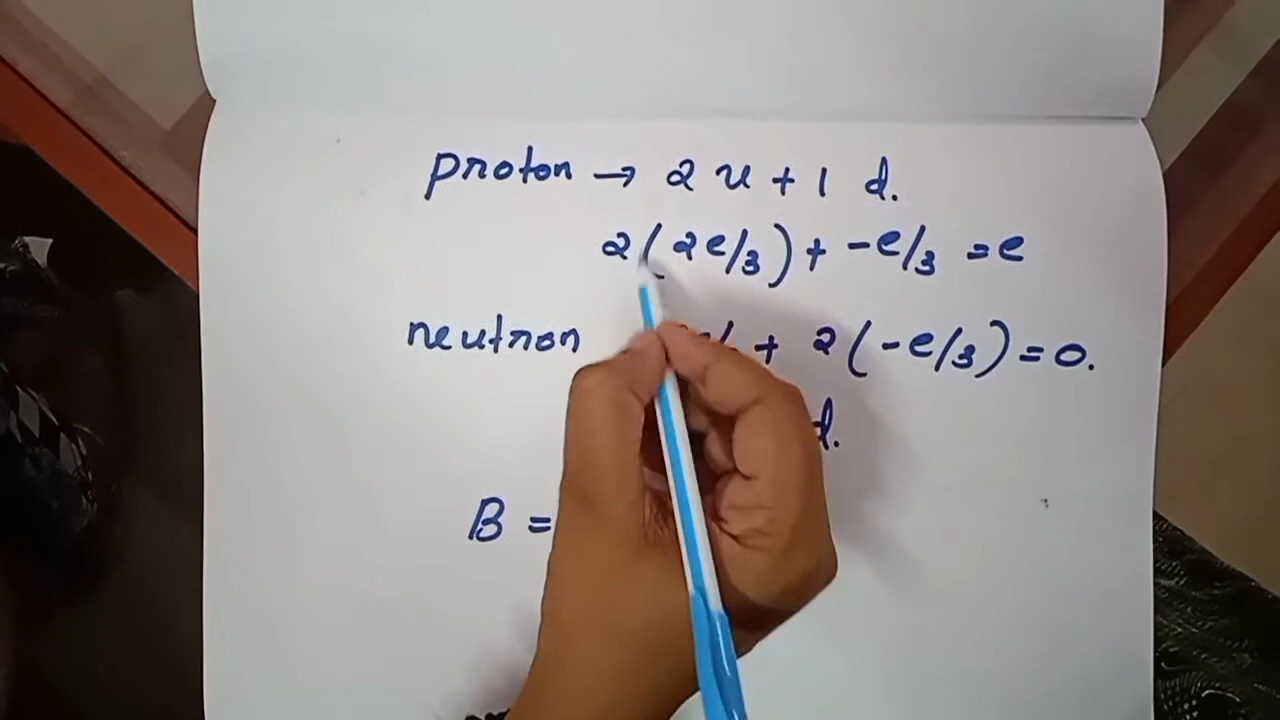 proton → 2 u + 1 d.
2(2e/3) + -e/3 = e
neutron + 2(-e/3) = 0.
d.
B =